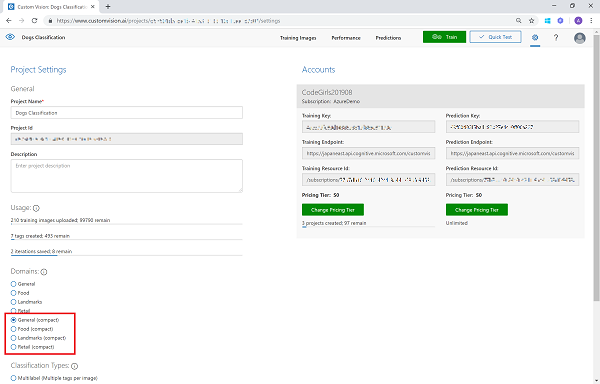 Custom Vision: Dogs Classification
https://www.customvision.ai/projects/
/settings
Dogs Classification
Training Images
Performance
Predictions
Train
Quick Test
Project Settings
General
Project Name*
Dogs Classification
Project Id
Description
Enter project description
Usage:
210 training images uploaded; 99790 remain
7 tags created; 493 remain
2 iterations saved; 8 remain
Domains:
General
Food
Landmarks
Retail
General (compact)
Food (compact)
Landmarks (compact)
Retail (compact)
Classification Types:
Multilabel (Multiple tags per image)
Accounts
CodeGirls201908
Subscription: AzureDemo
Training Key:
Prediction Key:
Training Endpoint:
Prediction Endpoint:
https://japaneast.api.cognitive.microsoft.com/customvis
https://japaneast.api.cognitive.microsoft.com/customvis
Training Resource Id:
Prediction Resource Id:
/subscriptions/
/subscriptions/
Pricing Tier: S0
Pricing Tier: S0
Change Pricing Tier
Change Pricing Tier
3 projects created; 97 remain
Unlimited